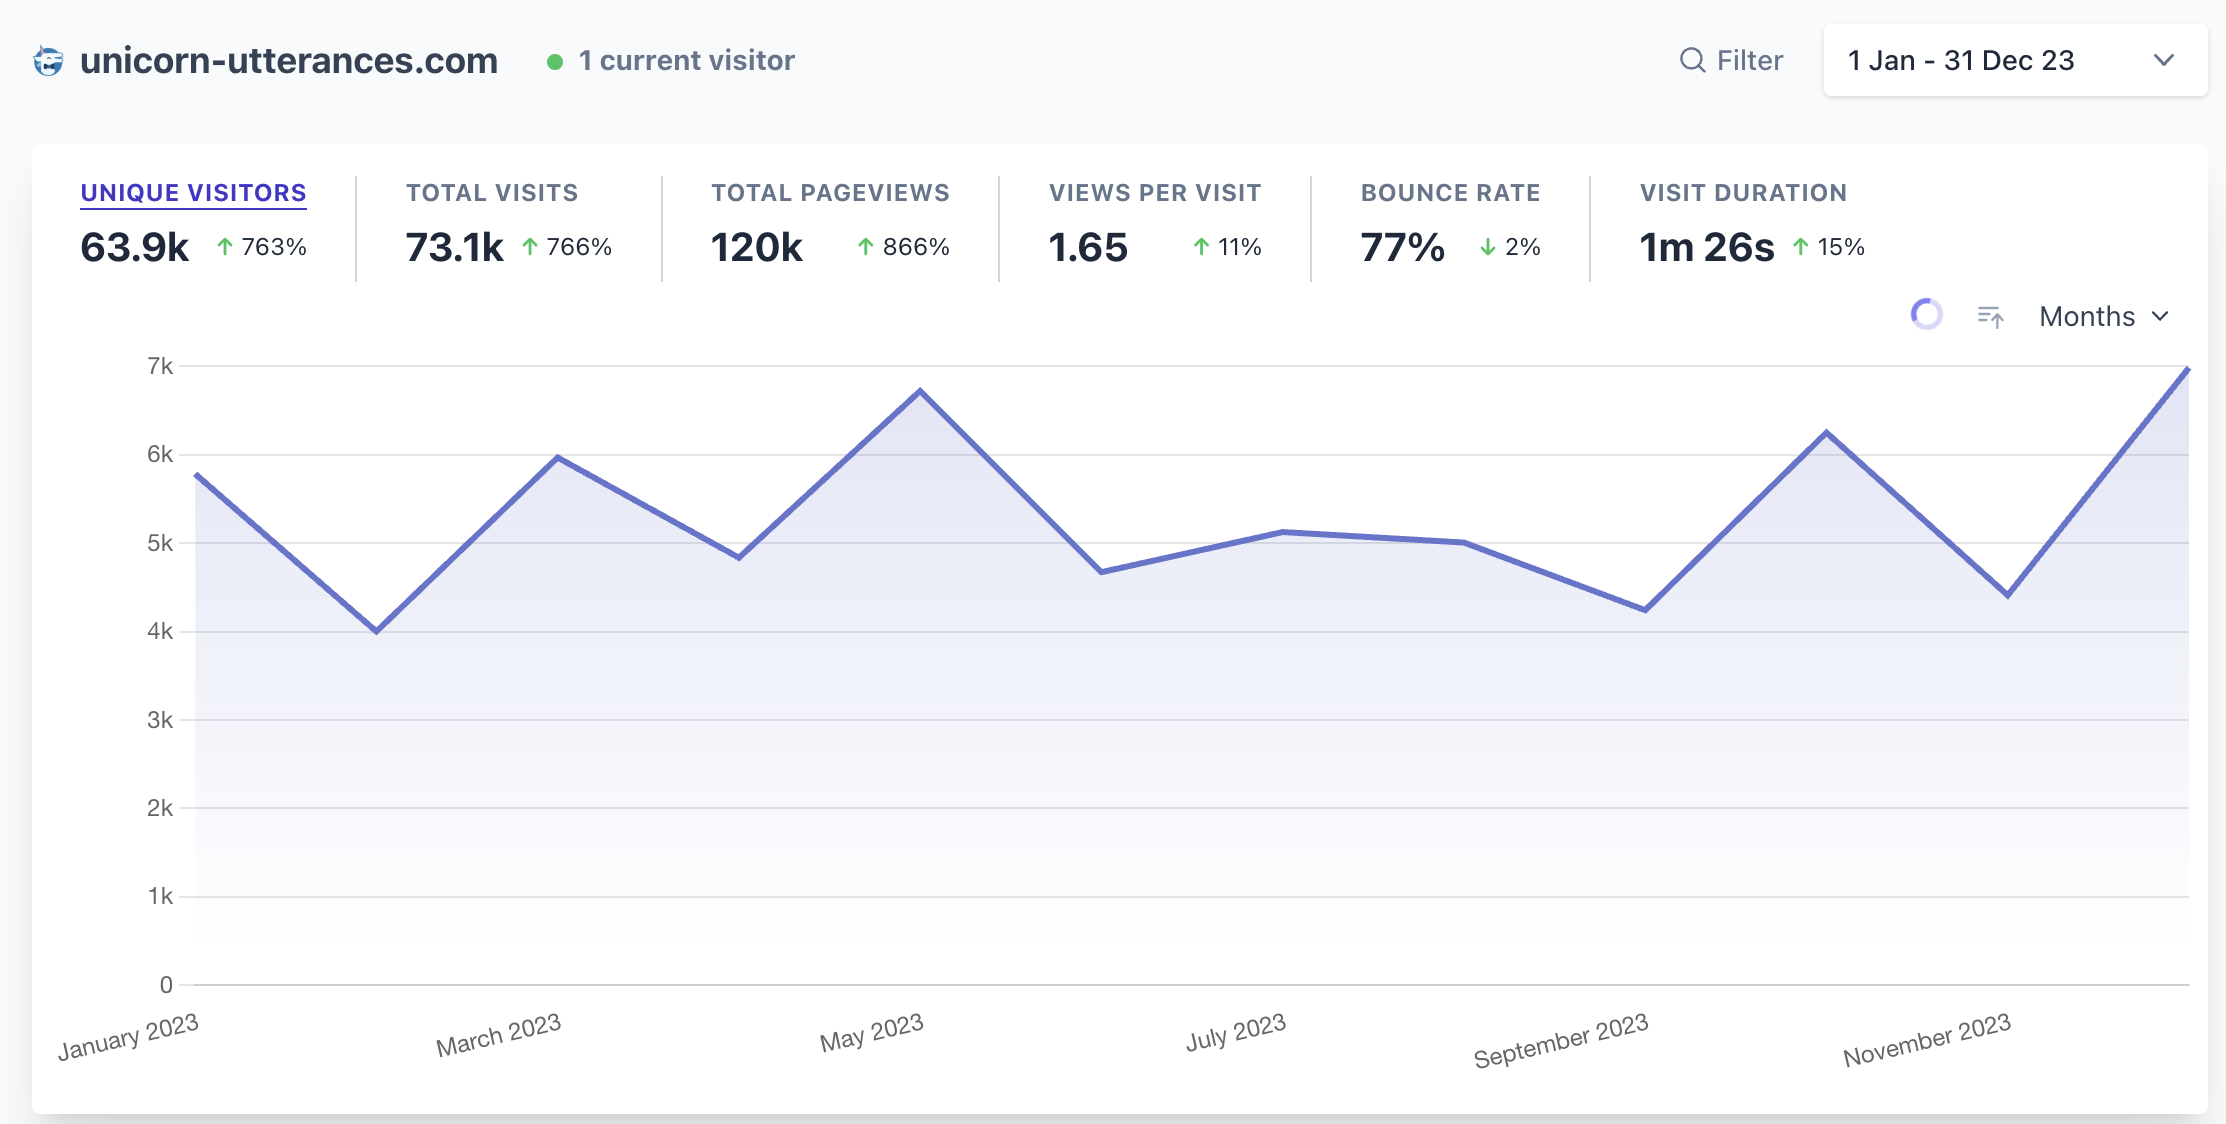 unicorn-utterances.com
1 current visitor
Filter
1 Jan - 31 Dec 23
UNIQUE VISITORS
63.9k 763%
TOTAL VISITS
73.1k 766%
TOTAL PAGEVIEWS
120k 866%
VIEWS PER VISIT
1.65 11%
BOUNCE RATE
77% 2%
VISIT DURATION
1m 26s 15%
Months
7k
6k
5k
4k
3k
2k
1k
0
January 2023
March 2023
May 2023
July 2023
September 2023
November 2023